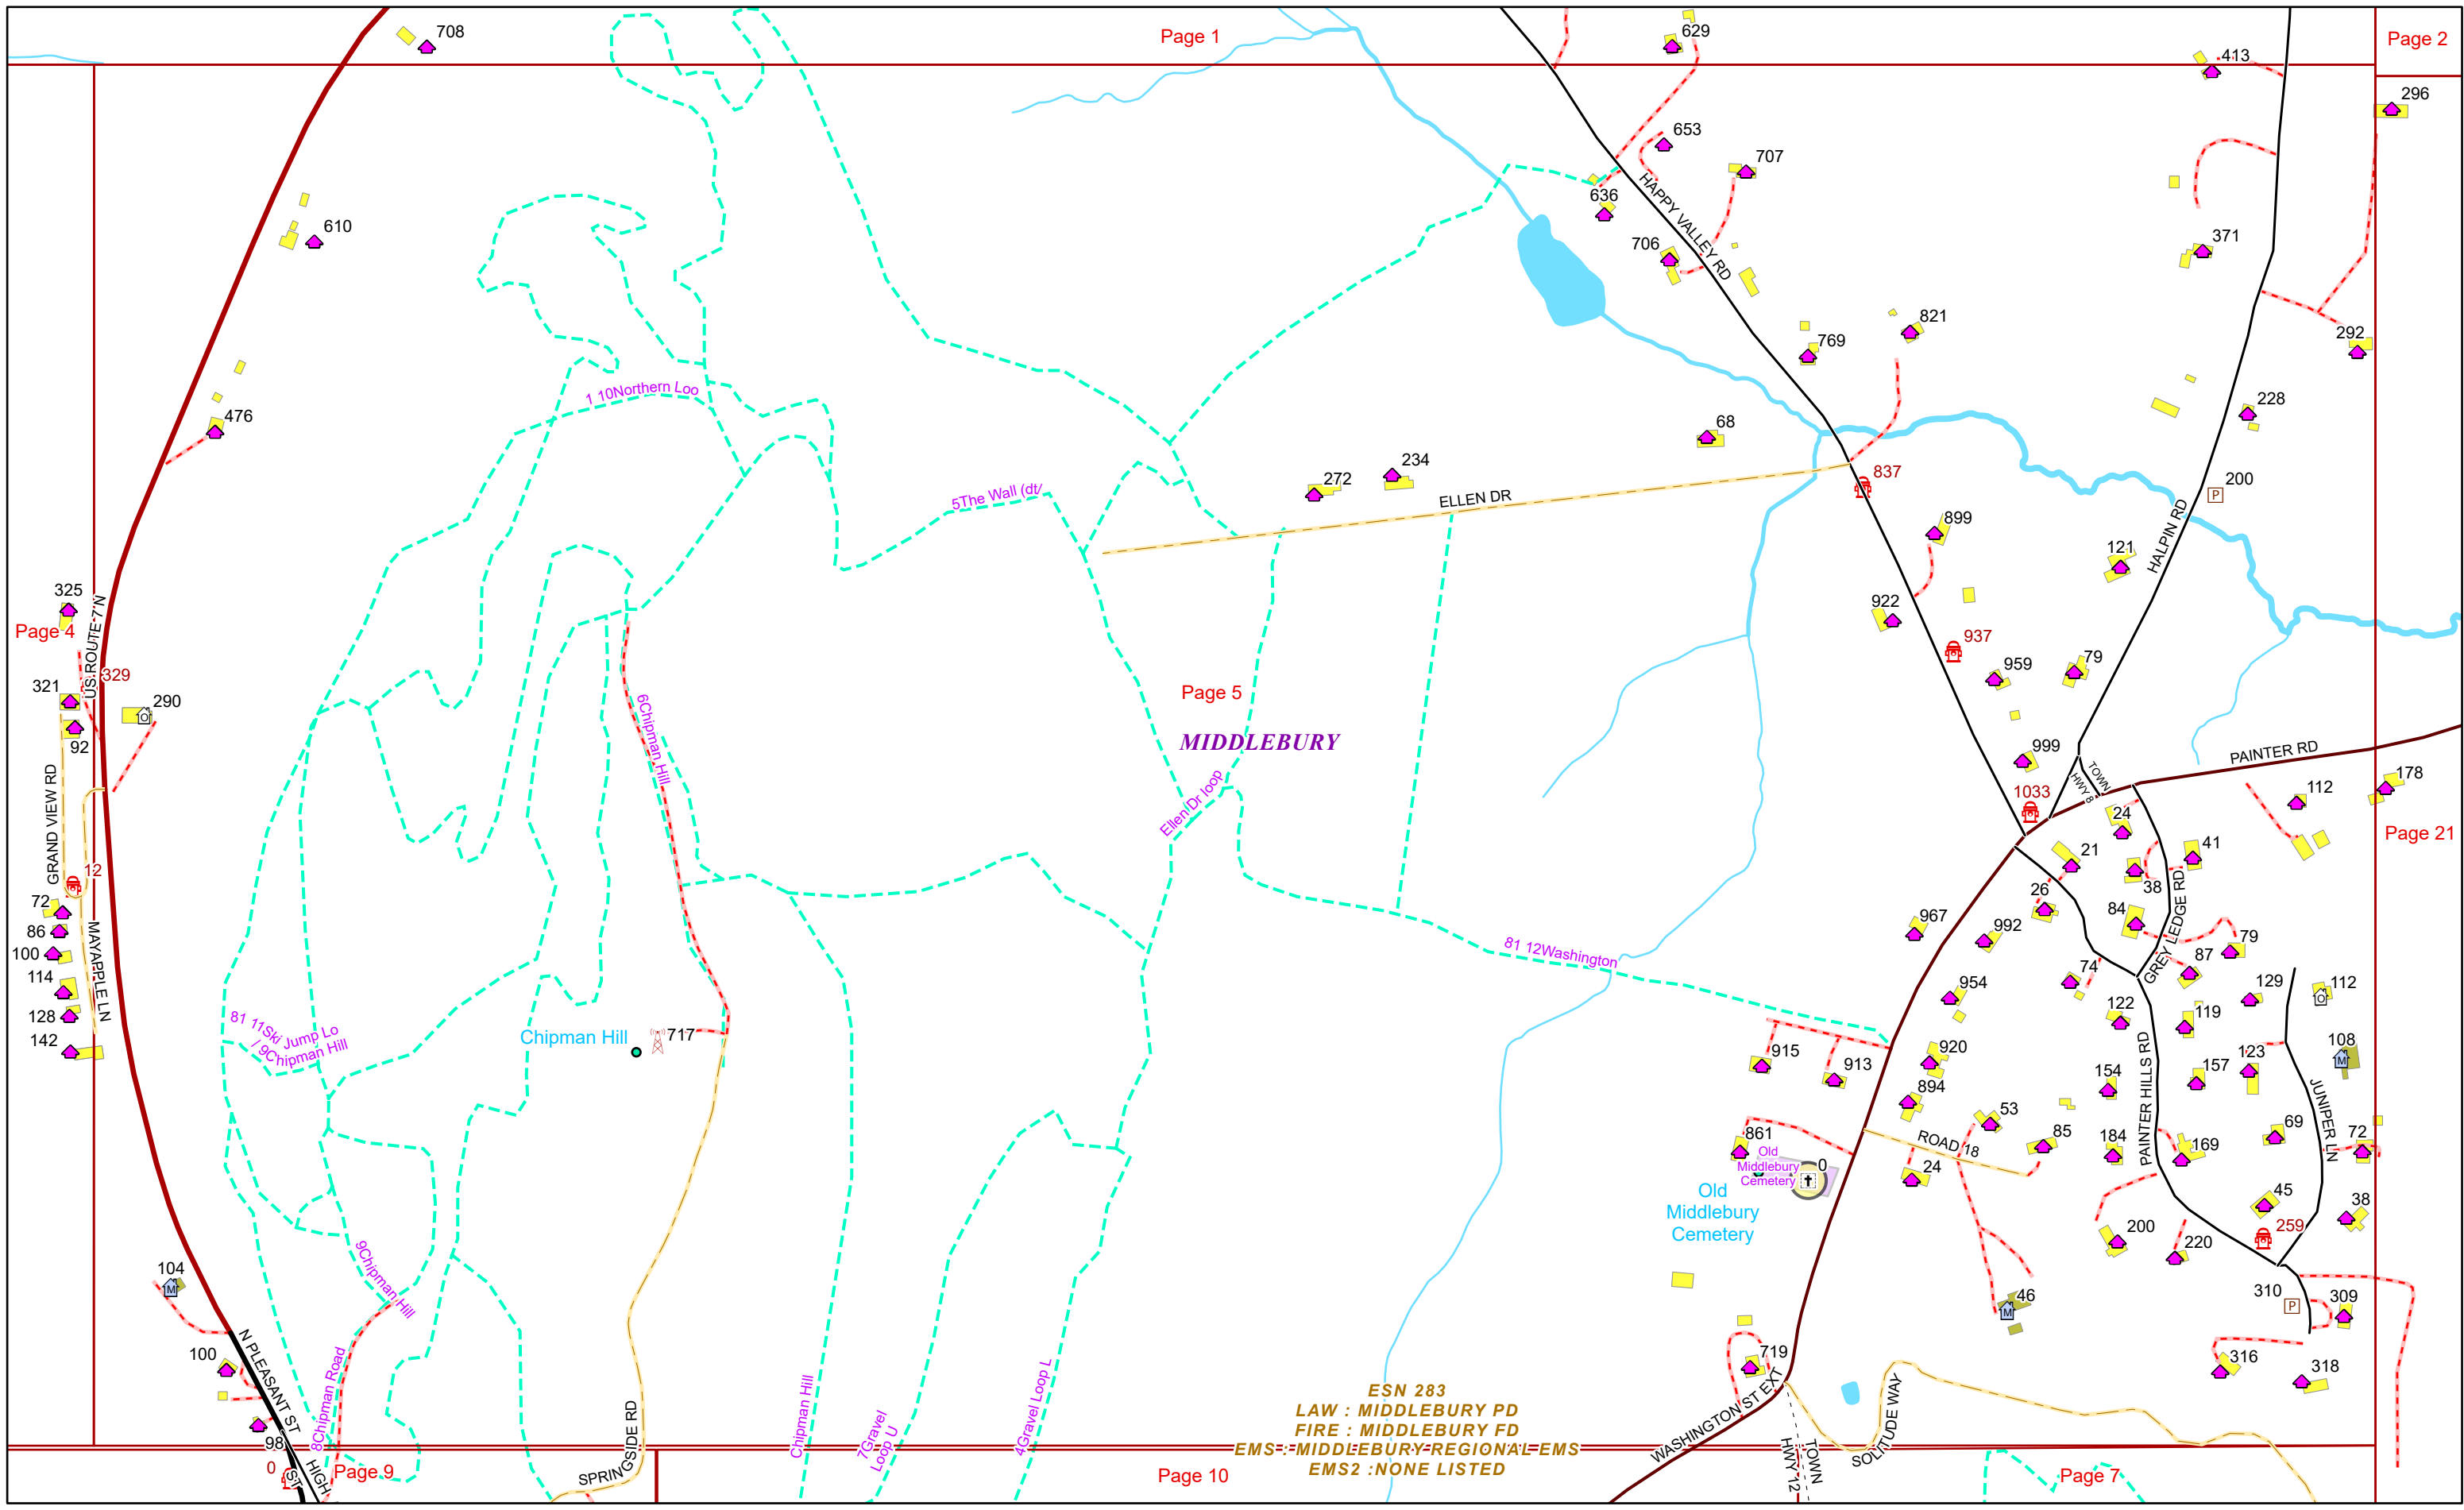 708
Page 1
629
413
Page 2
296
653
707
636
HAPPY VALLEY RD
706
371
610
821
292
769
1 10Northern Loo
476
228
68
234
272
837
ELLEN DR
5The Wall (dt/
200
HALPIN RD
899
121
325
Page 4
US ROUTE 7 N
922
937
329
959
79
321
290
Page 5
92
6Chipman Hill
MIDDLEBURY
999
TOWN
HWY 8
PAINTER RD
178
112
GRAND VIEW RD
Ellen Dr loop
1033
24
Page 21
21
41
12
38
26
GREY LEDGE RD
72
84
86
967
992
79
MAYAPPLE LN
100
81 12Washington
87
74
114
954
129
112
128
81 11Ski Jump Lo
/ 9Chipman Hill
122
119
142
Chipman Hill
717
915
913
920
108
123
157
154
894
PAINTER HILLS RD
JUNIPER LN
53
861
ROAD 18
85
184
169
69
72
Old
Middlebury
Cemetery
0
24
Old
Middlebury
Cemetery
45
38
200
259
220
9Chipman Hill
104
46
310
309
N PLEASANT ST
100
719
316
318
8Chipman Road
Chipman Hill
7Gravel
Loop U
4Gravel Loop L
SPRINGSIDE RD
ESN 283
LAW : MIDDLEBURY PD
FIRE : MIDDLEBURY FD
EMS : MIDDLEBURY REGIONAL EMS
EMS2 :NONE LISTED
WASHINGTON ST EXT
SOLITUDE WAY
TOWN
HWY 12
98
0
HIGH
ST
Page 9
Page 10
Page 7